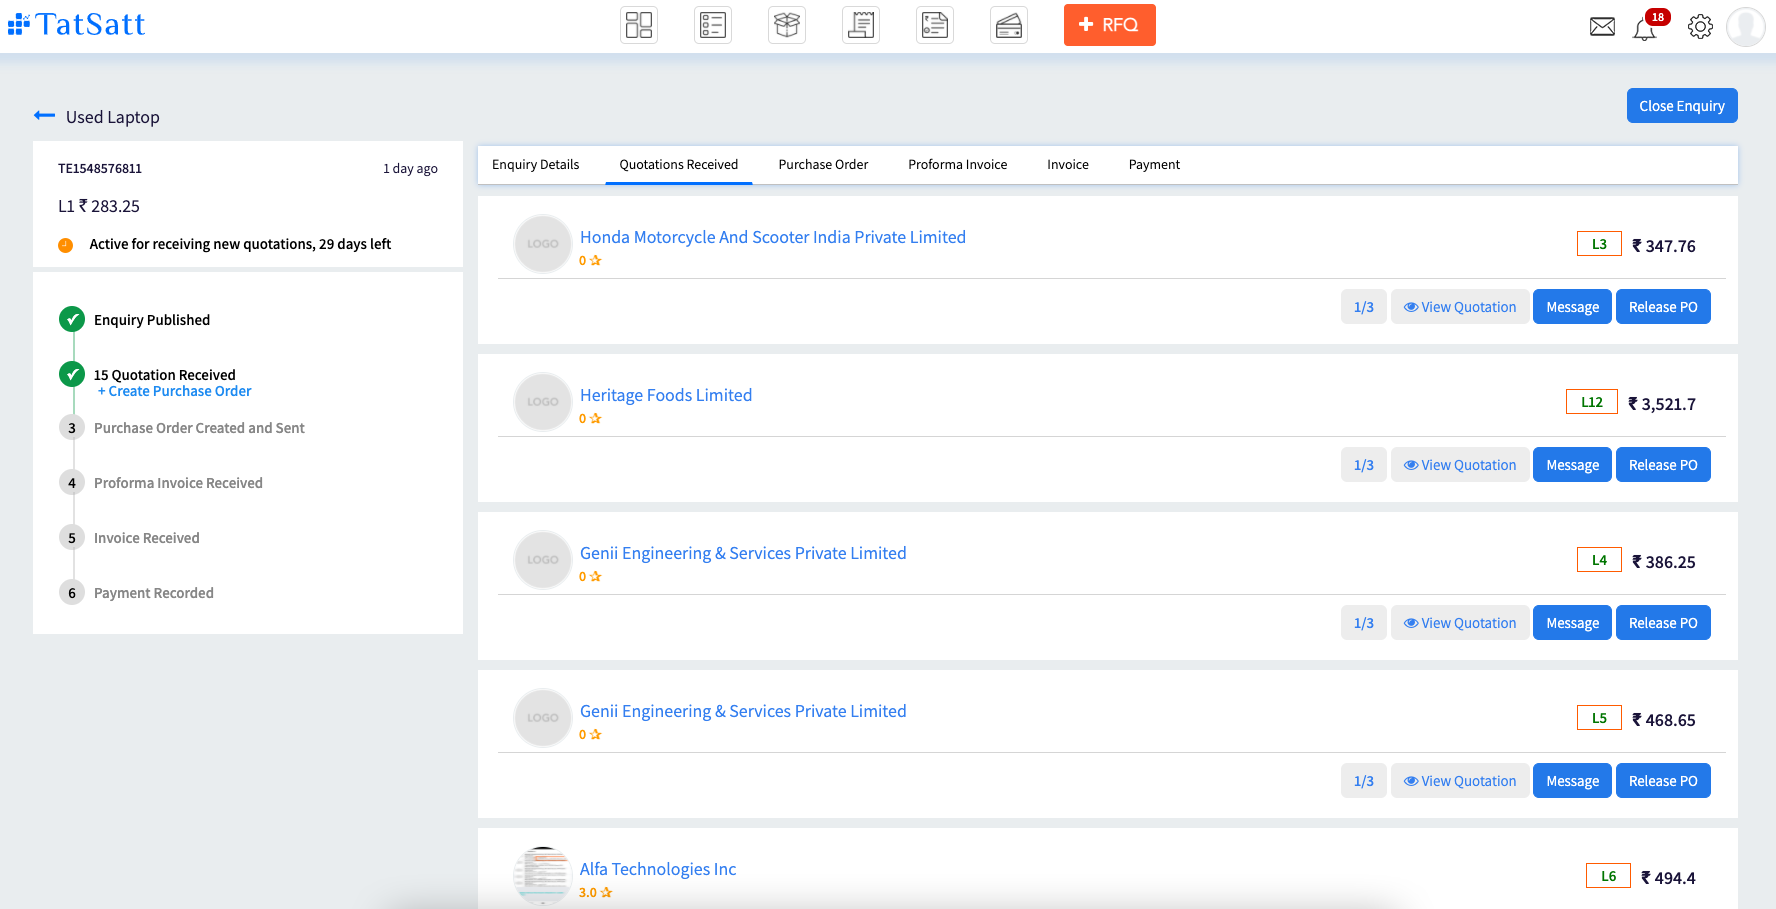 TatSatt
RFQ
18
Used Laptop
Close Enquiry
TE1548576811
1 day ago
L1 ₹ 283.25
Active for receiving new quotations, 29 days left
Enquiry Published
15 Quotation Received
+ Create Purchase Order
3 Purchase Order Created and Sent
4 Proforma Invoice Received
5 Invoice Received
6 Payment Recorded
Enquiry Details Quotations Received Purchase Order Proforma Invoice Invoice Payment
LOGO
Honda Motorcycle And Scooter India Private Limited
0
L3 ₹ 347.76
1/3 View Quotation Message Release PO
LOGO
Heritage Foods Limited
0
L12 ₹ 3,521.7
1/3 View Quotation Message Release PO
LOGO
Genii Engineering & Services Private Limited
0
L4 ₹ 386.25
1/3 View Quotation Message Release PO
LOGO
Genii Engineering & Services Private Limited
0
L5 ₹ 468.65
1/3 View Quotation Message Release PO
Alfa Technologies Inc
3.0
L6 ₹ 494.4